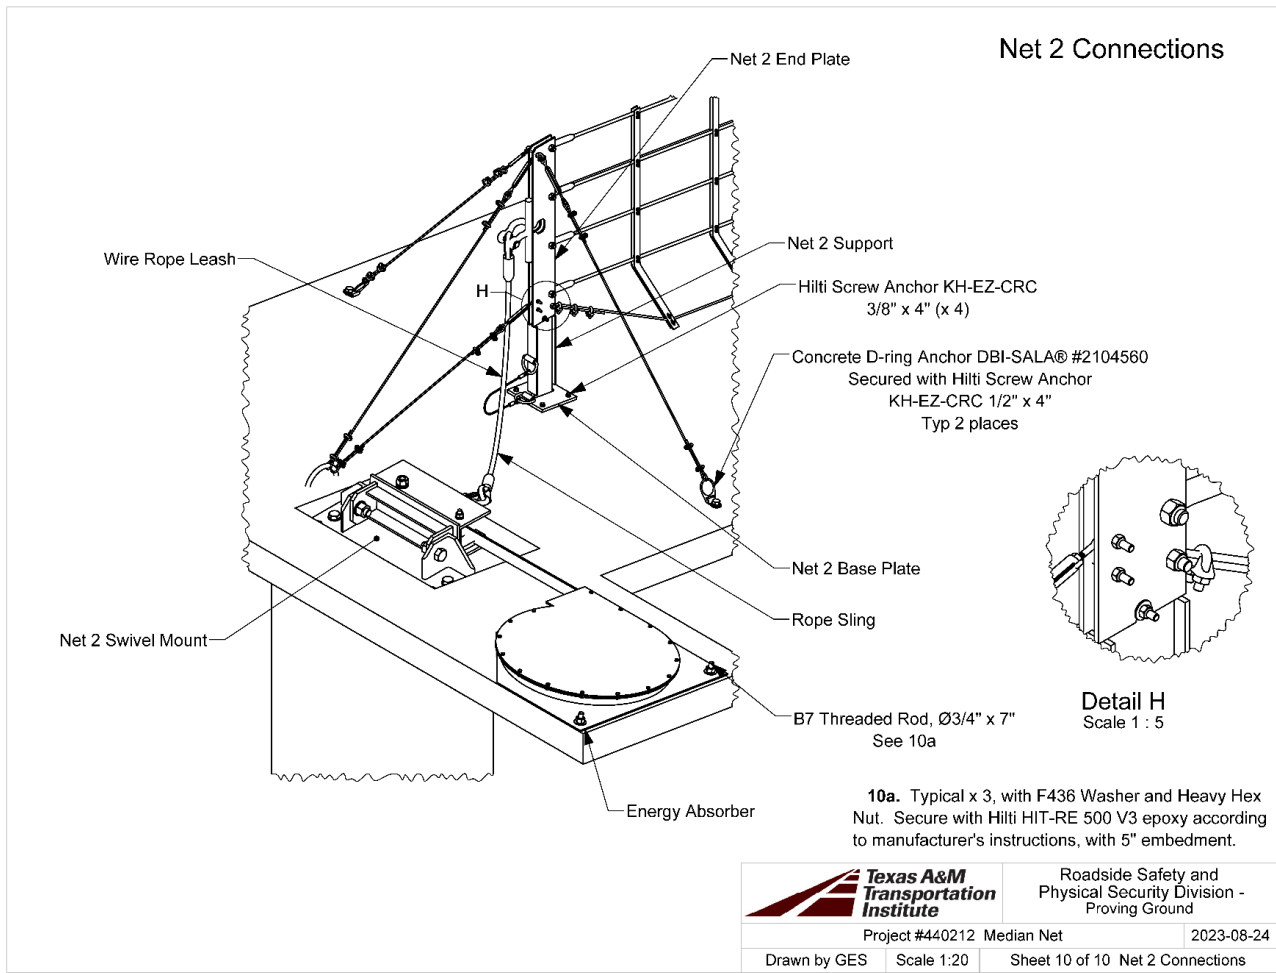 Net 2 Connections
Net 2 End Plate
Wire Rope Leash
Net 2 Support
H
Hilti Screw Anchor KH-EZ-CRC
3/8" x 4" (x 4)
Concrete D-ring Anchor DBI-SALA® #2104560
Secured with Hilti Screw Anchor
KH-EZ-CRC 1/2" x 4"
Typ 2 places
Net 2 Base Plate
Rope Sling
Net 2 Swivel Mount
Detail H
Scale 1 : 5
B7 Threaded Rod, Ø3/4" x 7"
See 10a
Energy Absorber
10a. Typical x 3, with F436 Washer and Heavy Hex
Nut. Secure with Hilti HIT-RE 500 V3 epoxy according
to manufacturer's instructions, with 5" embedment.
Texas A&M
Transportation
Institute
Roadside Safety and
Physical Security Division -
Proving Ground
Project #440212 Median Net
2023-08-24
Drawn by GES
Scale 1:20
Sheet 10 of 10 Net 2 Connections